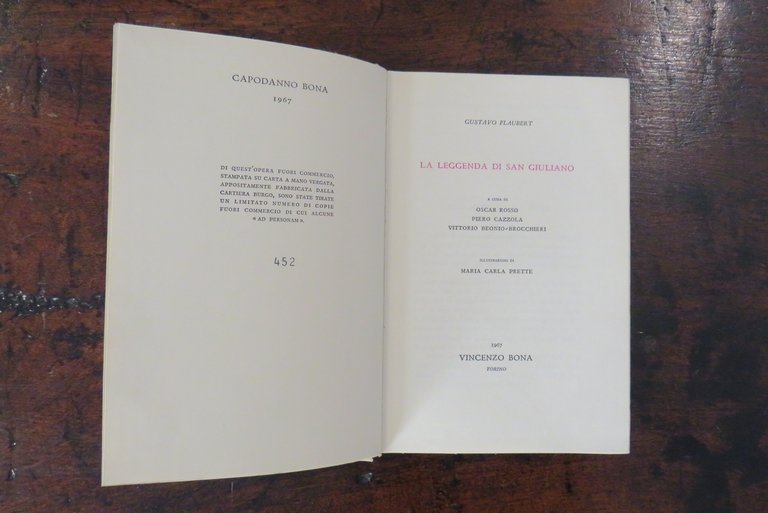 CAPODANNO BONA
1967
DI QUEST'OPERA FUORI COMMERCIO,
STAMPATA SU CARTA A MANO VERGATA,
APPOSITAMENTE FABBRICATA DALLA
CARTIERA BURGO, SONO STATE TIRATE
UN LIMITATO NUMERO DI COPIE
FUORI COMMERCIO DI CUI ALCUNE
« AD PERSONAM ».
452
GUSTAVO FLAUBERT
LA LEGGENDA DI SAN GIULIANO
A CURA DI
OSCAR ROSSO
PIERO CAZZOLA
VITTORIO BEONIO-BROCCHIERI
ILLUSTRAZIONI DI
MARIA CARLA PRETTE
1967
VINCENZO BONA
TORINO